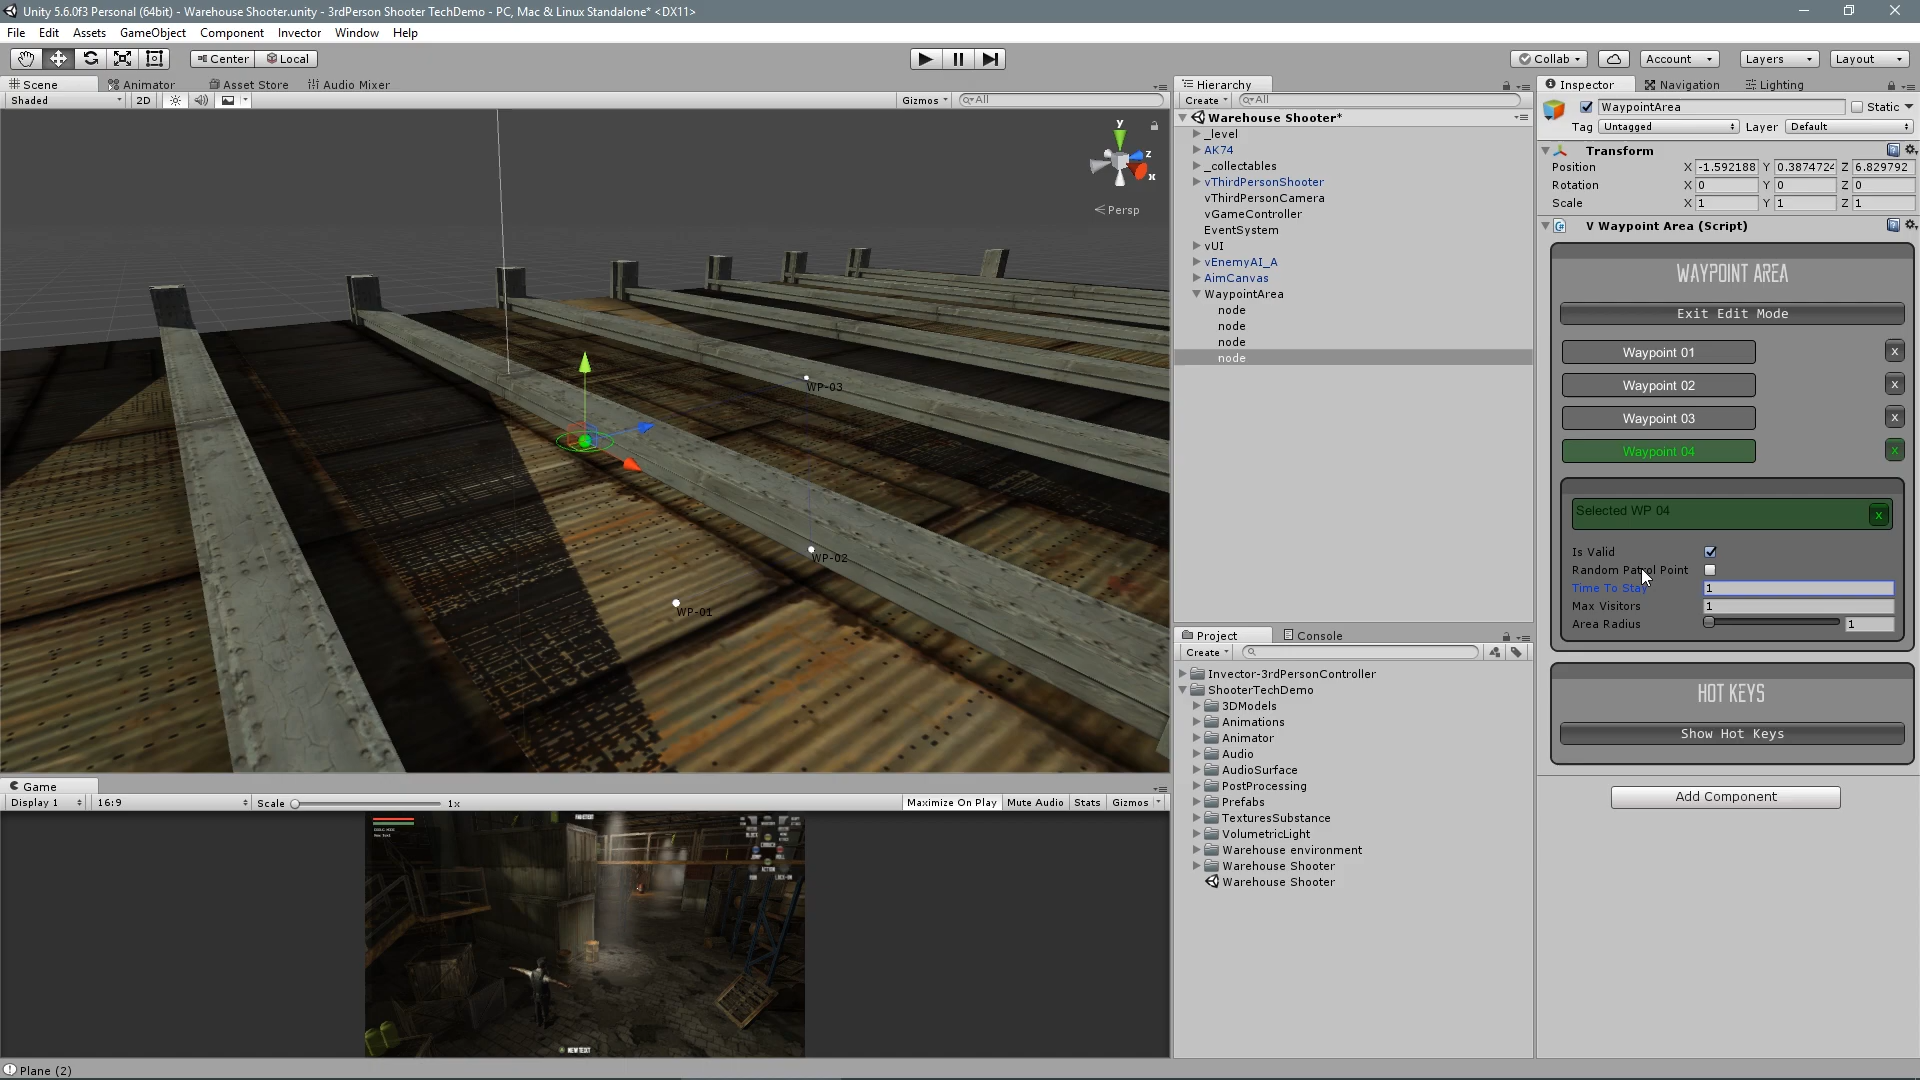 Unity 5.6.0f3 Personal (64bit) - Warehouse Shooter.unity - 3rdPerson Shooter TechDemo - PC, Mac & Linux Standalone* <DX11>
File Edit Assets GameObject Component Invector Window Help
Center Local Collab Account Layers Layout
Scene Animator Asset Store Audio Mixer
Shaded 2D Gizmos All
y
z
x
Persp
WP-03
WP-02
WP-01
Game
Display 1 16:9 Scale 1x Maximize On Play Mute Audio Stats Gizmos
NEW TEXT
Plane (2)
Hierarchy
Create All
Warehouse Shooter*
_level
AK74
_collectables
vThirdPersonShooter
vThirdPersonCamera
vGameController
EventSystem
vUI
vEnemyAI_A
AimCanvas
WaypointArea
node
node
node
node
Project Console
Create
Invector-3rdPersonController
ShooterTechDemo
3DModels
Animations
Animator
Audio
AudioSurface
PostProcessing
Prefabs
TexturesSubstance
VolumetricLight
Warehouse environment
Warehouse Shooter
Warehouse Shooter
Inspector Navigation Lighting
WaypointArea Static
Tag Untagged Layer Default
Transform
Position X -1.592188 Y 0.3874724 Z 6.829792
Rotation X 0 Y 0 Z 0
Scale X 1 Y 1 Z 1
V Waypoint Area (Script)
WAYPOINT AREA
Exit Edit Mode
Waypoint 01 X
Waypoint 02 X
Waypoint 03 X
Waypoint 04 X
Selected WP 04 X
Is Valid
Random Patrol Point
Time To Stay 1
Max Visitors 1
Area Radius 1
HOT KEYS
Show Hot Keys
Add Component